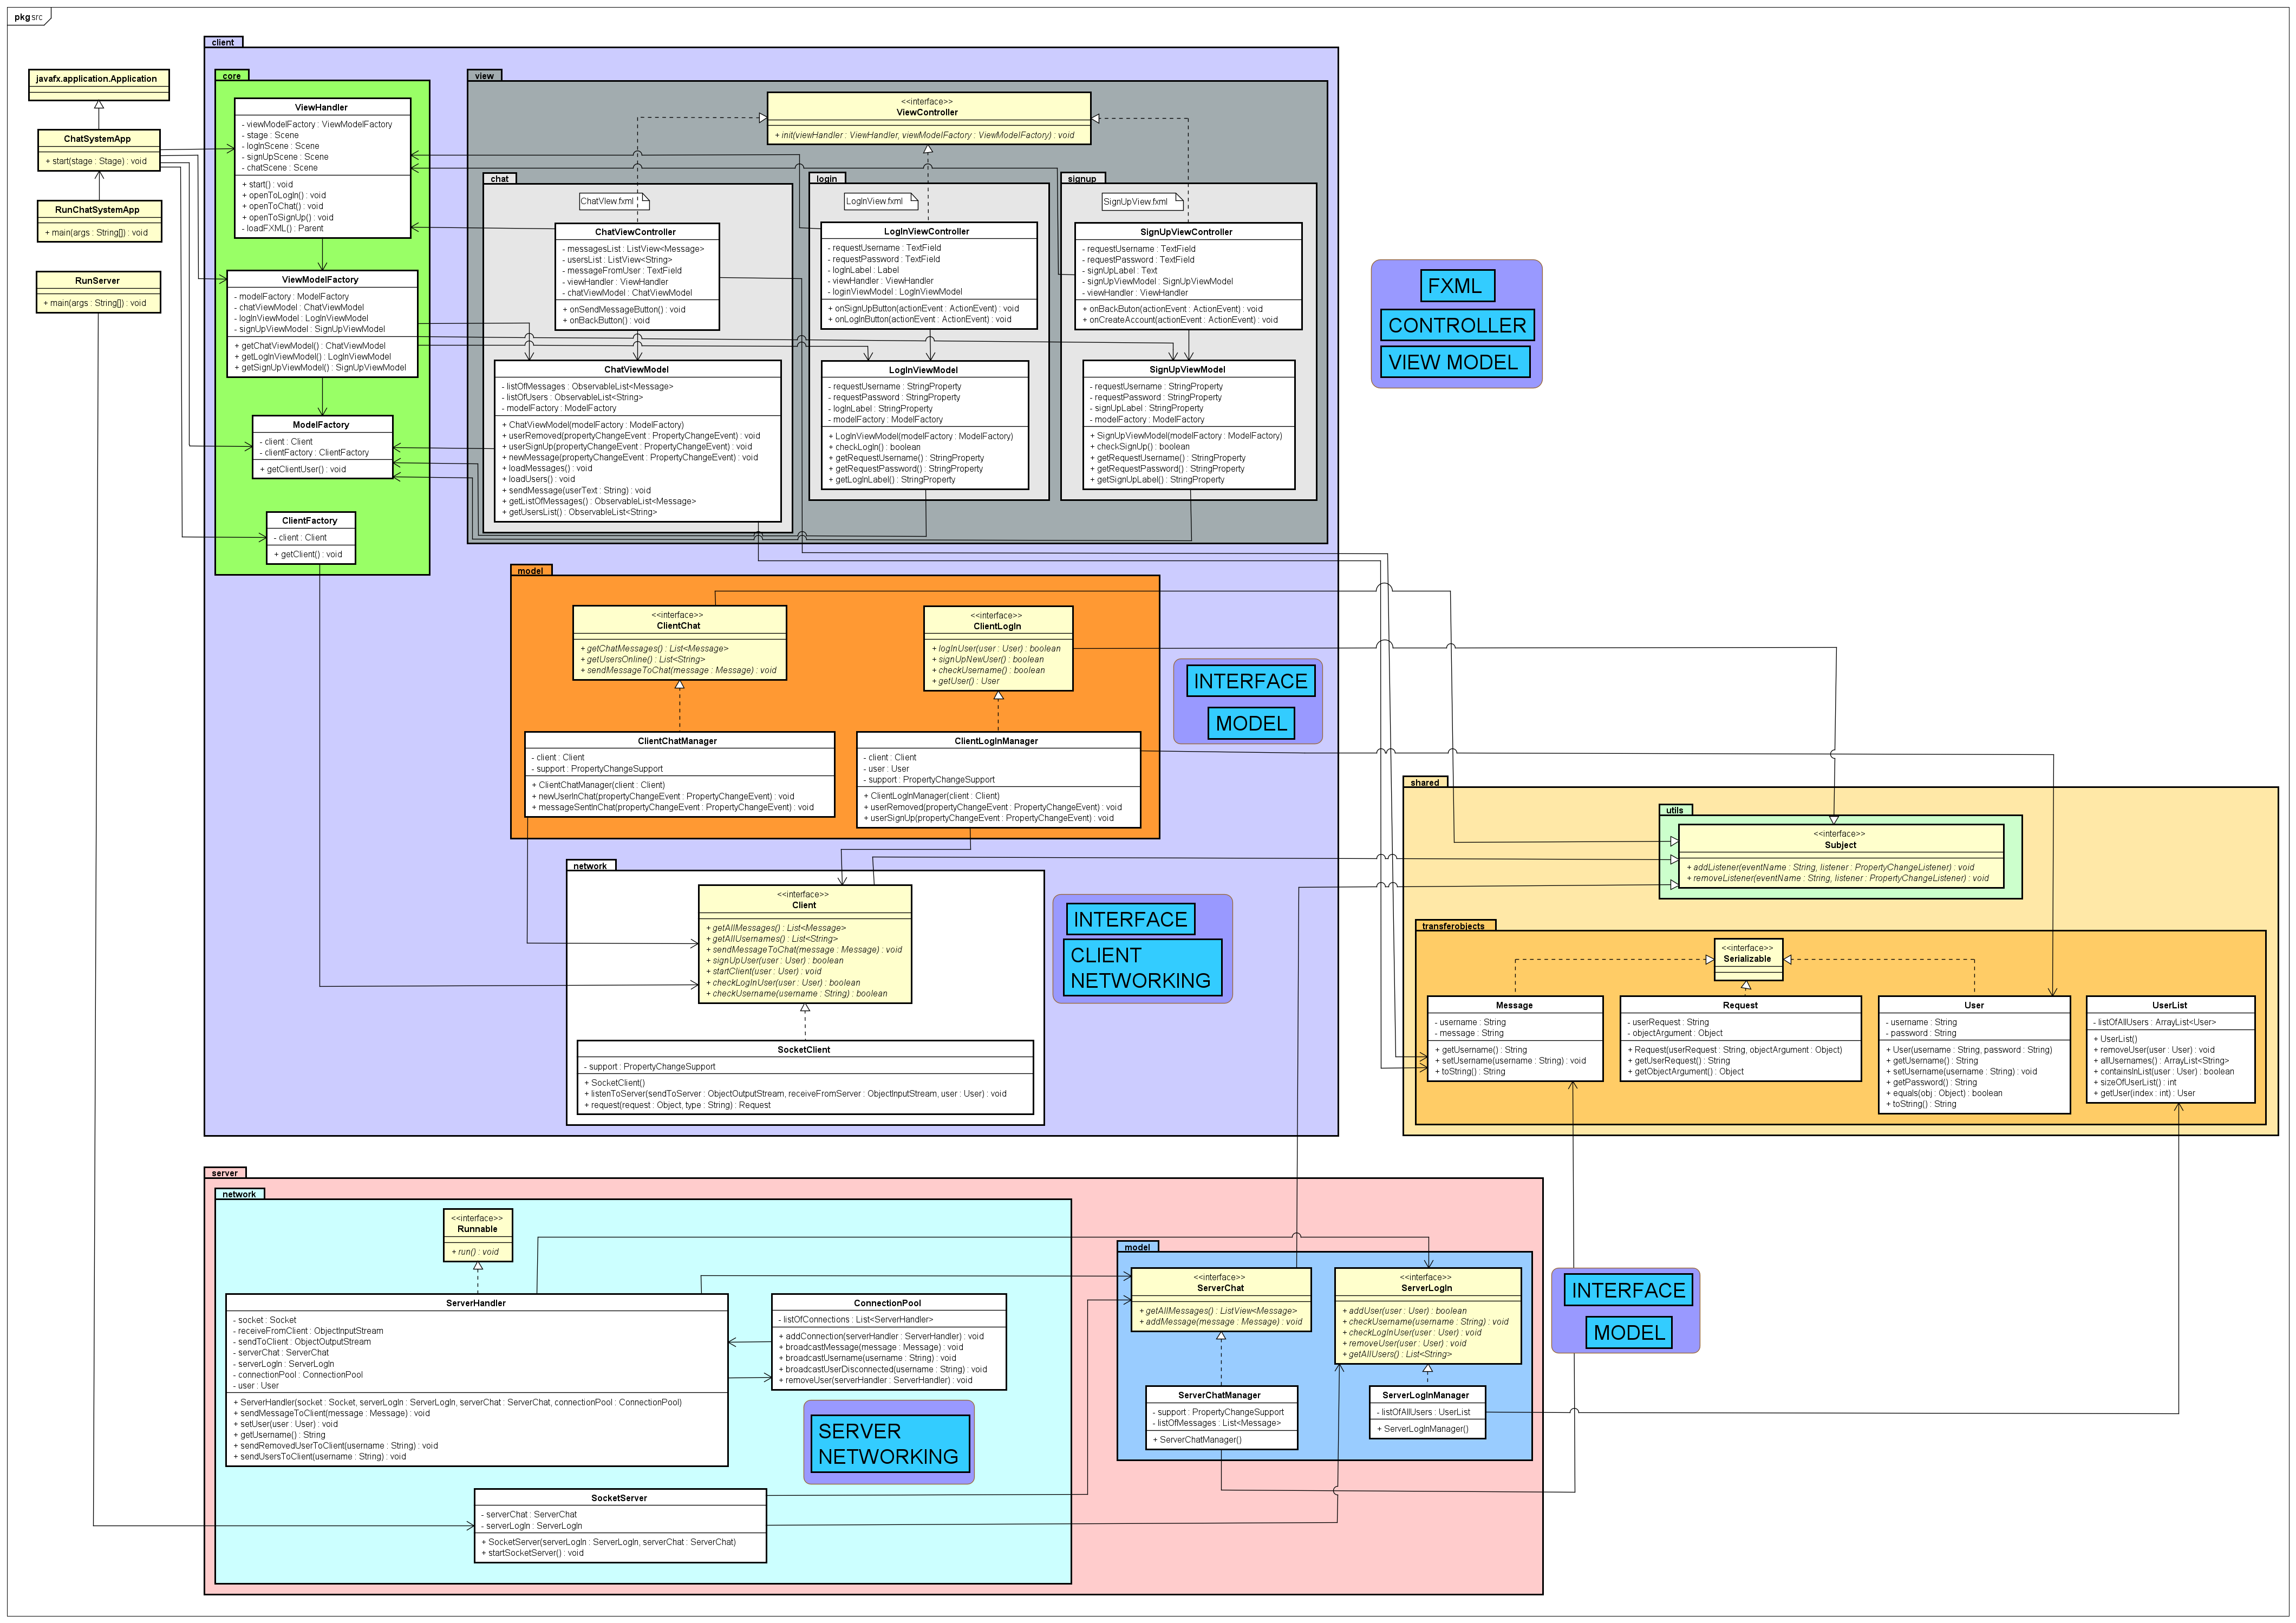 pkg src
client
core
view
javafx.application.Application
ChatSystemApp
+ start(stage : Stage) : void
RunChatSystemApp
+ main(args : String[]) : void
RunServer
+ main(args : String[]) : void
ViewHandler
- viewModelFactory : ViewModelFactory
- stage : Scene
- logInScene : Scene
- signUpScene : Scene
- chatScene : Scene
+ start() : void
+ openToLogIn() : void
+ openToChat() : void
+ openToSignUp() : void
- loadFXML() : Parent
ViewModelFactory
- modelFactory : ModelFactory
- chatViewModel : ChatViewModel
- logInViewModel : LogInViewModel
- signUpViewModel : SignUpViewModel
+ getChatViewModel() : ChatViewModel
+ getLogInViewModel() : LogInViewModel
+ getSignUpViewModel() : SignUpViewModel
ModelFactory
- client : Client
- clientFactory : ClientFactory
+ getClientUser() : void
ClientFactory
- client : Client
+ getClient() : void
<<interface>>
ViewController
+ init(viewHandler : ViewHandler, viewModelFactory : ViewModelFactory) : void
chat
ChatVIew.fxml
ChatViewController
- messagesList : ListView<Message>
- usersList : ListView<String>
- messageFromUser : TextField
- viewHandler : ViewHandler
- chatViewModel : ChatViewModel
+ onSendMessageButton() : void
+ onBackButton() : void
ChatViewModel
- listOfMessages : ObservableList<Message>
- listOfUsers : ObservableList<String>
- modelFactory : ModelFactory
+ ChatViewModel(modelFactory : ModelFactory)
+ userRemoved(propertyChangeEvent : PropertyChangeEvent) : void
+ userSignUp(propertyChangeEvent : PropertyChangeEvent) : void
+ newMessage(propertyChangeEvent : PropertyChangeEvent) : void
+ loadMessages() : void
+ loadUsers() : void
+ sendMessage(userText : String) : void
+ getListOfMessages() : ObservableList<Message>
+ getUsersList() : ObservableList<String>
login
LogInView.fxml
LogInViewController
- requestUsername : TextField
- requestPassword : TextField
- logInLabel : Label
- viewHandler : ViewHandler
- loginViewModel : LogInViewModel
+ onSignUpButton(actionEvent : ActionEvent) : void
+ onLogInButton(actionEvent : ActionEvent) : void
LogInViewModel
- requestUsername : StringProperty
- requestPassword : StringProperty
- logInLabel : StringProperty
- modelFactory : ModelFactory
+ LogInViewModel(modelFactory : ModelFactory)
+ checkLogIn() : boolean
+ getRequestUsername() : StringProperty
+ getRequestPassword() : StringProperty
+ getLogInLabel() : StringProperty
signup
SignUpView.fxml
SignUpViewController
- requestUsername : TextField
- requestPassword : TextField
- signUpLabel : Text
- signUpViewModel : SignUpViewModel
- viewHandler : ViewHandler
+ onBackButon(actionEvent : ActionEvent) : void
+ onCreateAccount(actionEvent : ActionEvent) : void
SignUpViewModel
- requestUsername : StringProperty
- requestPassword : StringProperty
- signUpLabel : StringProperty
- modelFactory : ModelFactory
+ SignUpViewModel(modelFactory : ModelFactory)
+ checkSignUp() : boolean
+ getRequestUsername() : StringProperty
+ getRequestPassword() : StringProperty
+ getSignUpLabel() : StringProperty
FXML
CONTROLLER
VIEW MODEL
model
<<interface>>
ClientChat
+ getChatMessages() : List<Message>
+ getUsersOnline() : List<String>
+ sendMessageToChat(message : Message) : void
<<interface>>
ClientLogIn
+ logInUser(user : User) : boolean
+ signUpNewUser() : boolean
+ checkUsername() : boolean
+ getUser() : User
ClientChatManager
- client : Client
- support : PropertyChangeSupport
+ ClientChatManager(client : Client)
+ newUserInChat(propertyChangeEvent : PropertyChangeEvent) : void
+ messageSentInChat(propertyChangeEvent : PropertyChangeEvent) : void
ClientLogInManager
- client : Client
- user : User
- support : PropertyChangeSupport
+ ClientLogInManager(client : Client)
+ userRemoved(propertyChangeEvent : PropertyChangeEvent) : void
+ userSignUp(propertyChangeEvent : PropertyChangeEvent) : void
INTERFACE
MODEL
network
<<interface>>
Client
+ getAllMessages() : List<Message>
+ getAllUsernames() : List<String>
+ sendMessageToChat(message : Message) : void
+ signUpUser(user : User) : boolean
+ startClient(user : User) : void
+ checkLogInUser(user : User) : boolean
+ checkUsername(username : String) : boolean
SocketClient
- support : PropertyChangeSupport
+ SocketClient()
+ listenToServer(sendToServer : ObjectOutputStream, receiveFromServer : ObjectInputStream, user : User) : void
+ request(request : Object, type : String) : Request
INTERFACE
CLIENT
NETWORKING
shared
utils
<<interface>>
Subject
+ addListener(eventName : String, listener : PropertyChangeListener) : void
+ removeListener(eventName : String, listener : PropertyChangeListener) : void
transferobjects
<<interface>>
Serializable
Message
- username : String
- message : String
+ getUsername() : String
+ setUsername(username : String) : void
+ toString() : String
Request
- userRequest : String
- objectArgument : Object
+ Request(userRequest : String, objectArgument : Object)
+ getUserRequest() : String
+ getObjectArgument() : Object
User
- username : String
- password : String
+ User(username : String, password : String)
+ getUsername() : String
+ setUsername(username : String) : void
+ getPassword() : String
+ equals(obj : Object) : boolean
+ toString() : String
UserList
- listOfAllUsers : ArrayList<User>
+ UserList()
+ removeUser(user : User) : void
+ allUsernames() : ArrayList<String>
+ containsInList(user : User) : boolean
+ sizeOfUserList() : int
+ getUser(index : int) : User
server
network
<<interface>>
Runnable
+ run() : void
ServerHandler
- socket : Socket
- receiveFromClient : ObjectInputStream
- sendToClient : ObjectOutputStream
- serverChat : ServerChat
- serverLogIn : ServerLogIn
- connectionPool : ConnectionPool
- user : User
+ ServerHandler(socket : Socket, serverLogIn : ServerLogIn, serverChat : ServerChat, connectionPool : ConnectionPool)
+ sendMessageToClient(message : Message) : void
+ setUser(user : User) : void
+ getUsername() : String
+ sendRemovedUserToClient(username : String) : void
+ sendUsersToClient(username : String) : void
ConnectionPool
- listOfConnections : List<ServerHandler>
+ addConnection(serverHandler : ServerHandler) : void
+ broadcastMessage(message : Message) : void
+ broadcastUsername(username : String) : void
+ broadcastUserDisconnected(username : String) : void
+ removeUser(serverHandler : ServerHandler) : void
SERVER
NETWORKING
SocketServer
- serverChat : ServerChat
- serverLogIn : ServerLogIn
+ SocketServer(serverLogIn : ServerLogIn, serverChat : ServerChat)
+ startSocketServer() : void
model
<<interface>>
ServerChat
+ getAllMessages() : ListView<Message>
+ addMessage(message : Message) : void
<<interface>>
ServerLogIn
+ addUser(user : User) : boolean
+ checkUsername(username : String) : void
+ checkLogInUser(user : User) : void
+ removeUser(user : User) : void
+ getAllUsers() : List<String>
ServerChatManager
- support : PropertyChangeSupport
- listOfMessages : List<Message>
+ ServerChatManager()
ServerLogInManager
- listOfAllUsers : UserList
+ ServerLogInManager()
INTERFACE
MODEL